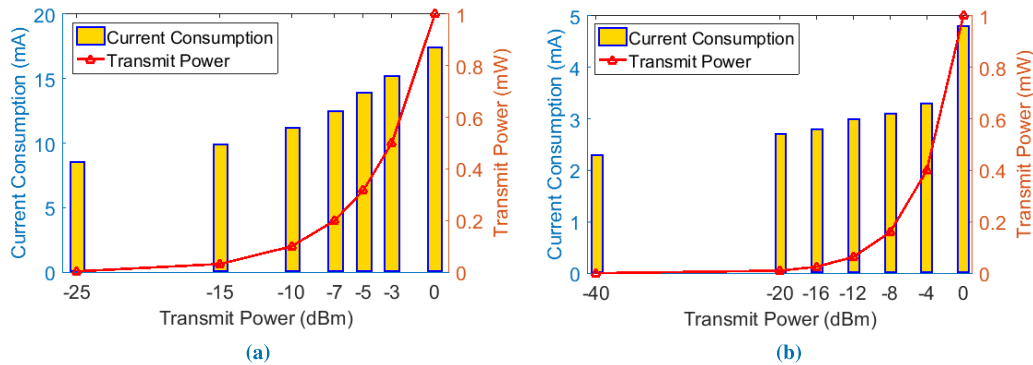 Current Consumption (mA)
20
15
10
5
0
Current Consumption
Transmit Power
1
0.8
0.6
0.4
0.2
0
Transmit Power (mW)
-25 -15 -10 -7 -5 -3 0
Transmit Power (dBm)
(a)
Current Consumption (mA)
5
4
3
2
1
0
Current Consumption
Transmit Power
1
0.8
0.6
0.4
0.2
0
Transmit Power (mW)
-40 -20 -16 -12 -8 -4 0
Transmit Power (dBm)
(b)